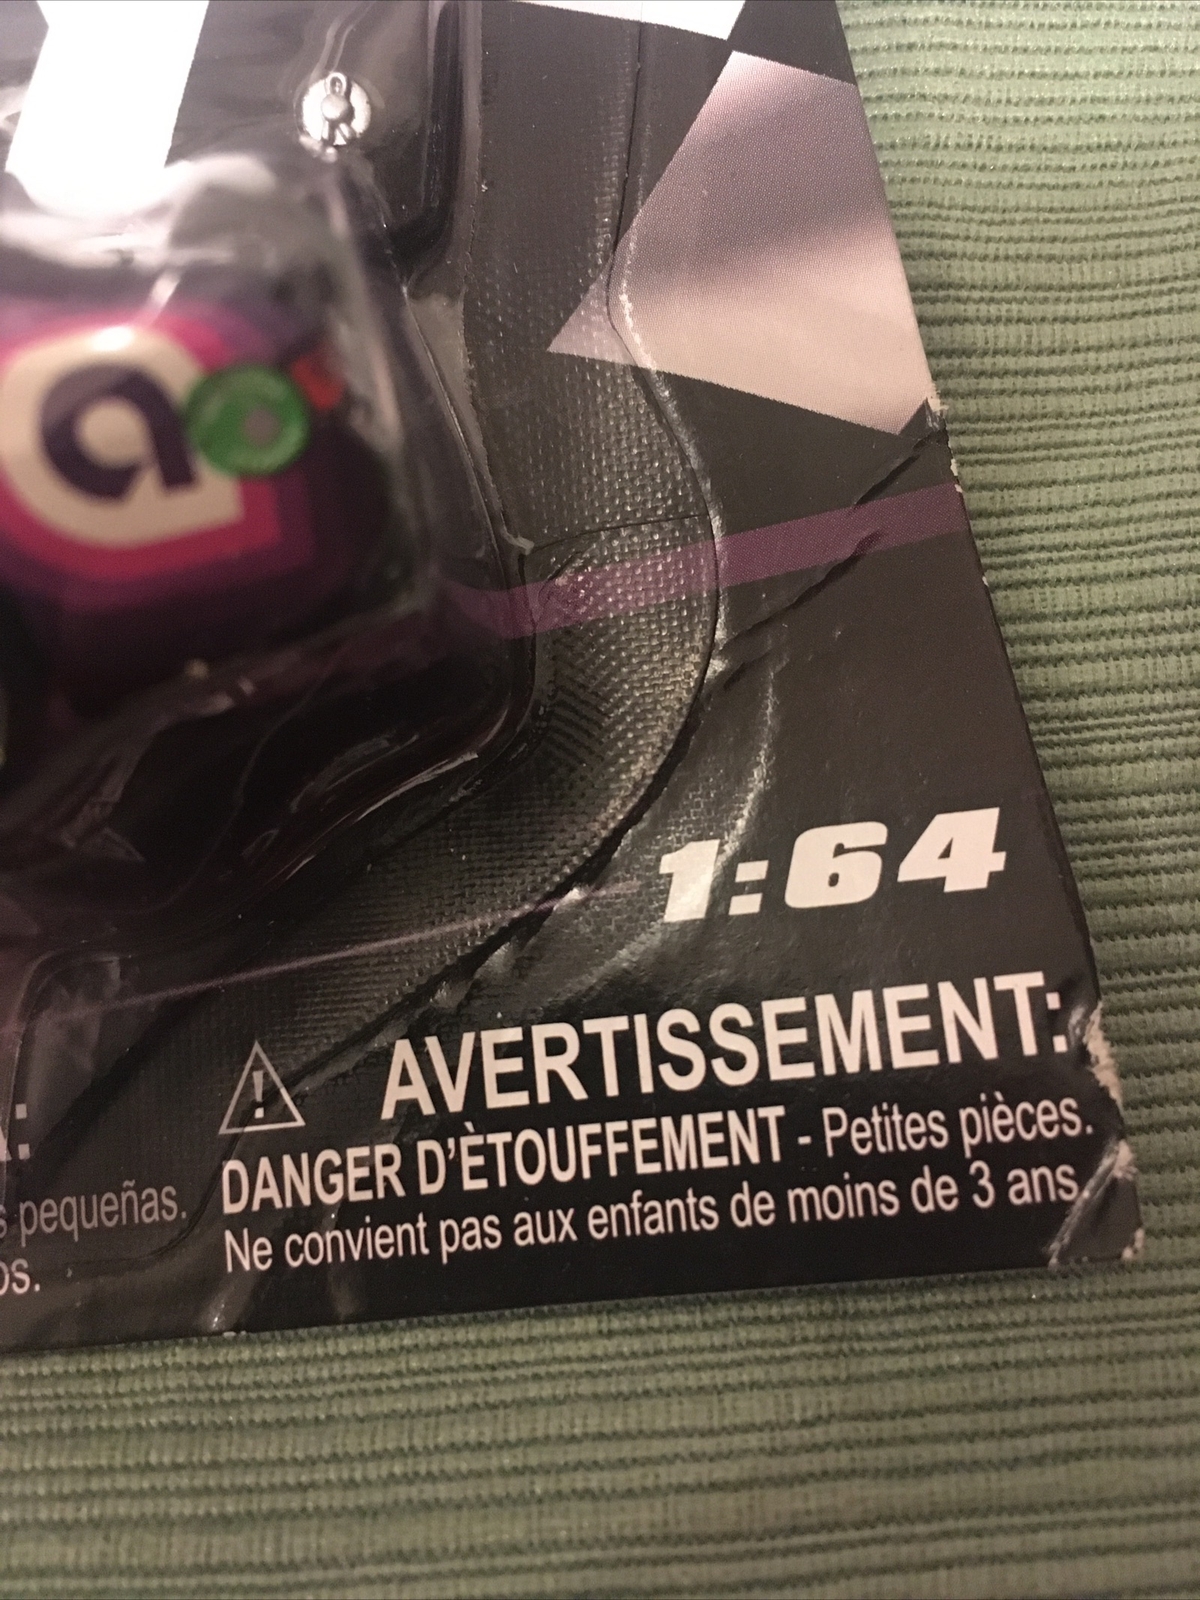 a
1:64
AVERTISSEMENT:
DANGER D'ÈTOUFFEMENT - Petites pièces.
Ne convient pas aux enfants de moins de 3 ans.
pequeñas.